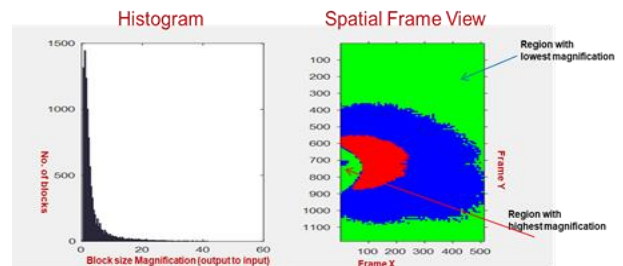 Histogram
Spatial Frame View
1500
1000
500
0
0
20
40
60
No. of blocks
Block size Magnification (output to input)
100
200
300
400
500
600
700
800
900
1000
1100
100 200 300 400 500
Frame X
Frame Y
Region with
lowest magnification
Region with
highest magnification